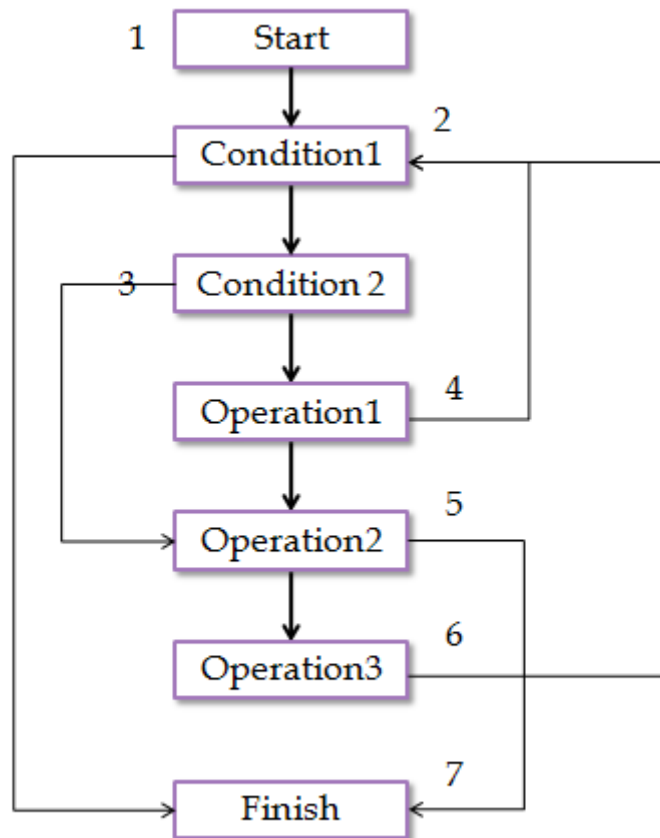 1
Start
2
Condition1
3
Condition 2
4
Operation1
5
Operation2
6
Operation3
7
Finish